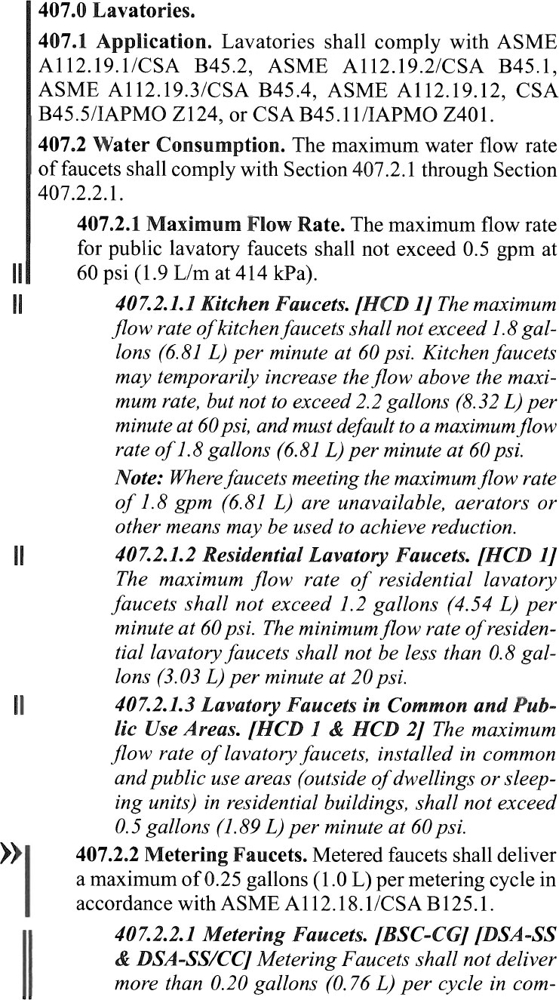 407.0 Lavatories.
407.1 Application. Lavatories shall comply with ASME
A112.19.1/CSA B45.2, ASME A112.19.2/CSA B45.1,
ASME A112.19.3/CSA B45.4, ASME A112.19.12, CSA
B45.5/IAPMO Z124, or CSA B45.11/IAPMO Z401.
407.2 Water Consumption. The maximum water flow rate
of faucets shall comply with Section 407.2.1 through Section
407.2.2.1.
407.2.1 Maximum Flow Rate. The maximum flow rate
for public lavatory faucets shall not exceed 0.5 gpm at
60 psi (1.9 L/m at 414 kPa).
407.2.1.1 Kitchen Faucets. [HCD 1] The maximum
flow rate of kitchen faucets shall not exceed 1.8 gal-
lons (6.81 L) per minute at 60 psi. Kitchen faucets
may temporarily increase the flow above the maxi-
mum rate, but not to exceed 2.2 gallons (8.32 L) per
minute at 60 psi, and must default to a maximum flow
rate of 1.8 gallons (6.81 L) per minute at 60 psi.
Note: Where faucets meeting the maximum flow rate
of 1.8 gpm (6.81 L) are unavailable, aerators or
other means may be used to achieve reduction.
407.2.1.2 Residential Lavatory Faucets. [HCD 1]
The maximum flow rate of residential lavatory
faucets shall not exceed 1.2 gallons (4.54 L) per
minute at 60 psi. The minimum flow rate of residen-
tial lavatory faucets shall not be less than 0.8 gal-
lons (3.03 L) per minute at 20 psi.
407.2.1.3 Lavatory Faucets in Common and Pub-
lic Use Areas. [HCD 1 & HCD 2] The maximum
flow rate of lavatory faucets, installed in common
and public use areas (outside of dwellings or sleep-
ing units) in residential buildings, shall not exceed
0.5 gallons (1.89 L) per minute at 60 psi.
407.2.2 Metering Faucets. Metered faucets shall deliver
a maximum of 0.25 gallons (1.0 L) per metering cycle in
accordance with ASME A112.18.1/CSA B125.1.
407.2.2.1 Metering Faucets. [BSC-CG] [DSA-SS
& DSA-SS/CC] Metering Faucets shall not deliver
more than 0.20 gallons (0.76 L) per cycle in com-